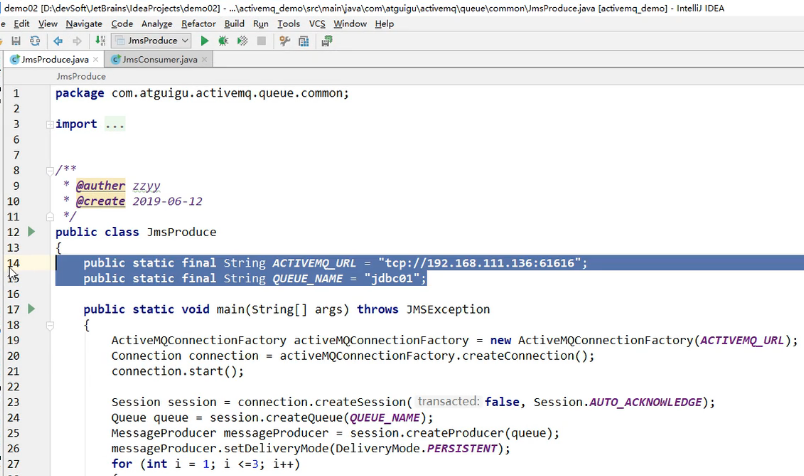 demo02 [D:\devSoft\JetBrains\IdeaProjects\demo02] - ...\activemq_demo\src\main\java\com\atguigu\activemq\queue\common\JmsProduce.java [activemq_demo] - IntelliJ IDEA
Edit View Navigate Code Analyze Refactor Build Run Tools VCS Window Help
JmsProduce
JmsProduce.java JmsConsumer.java
JmsProduce
1 package com.atguigu.activemq.queue.common;
2
3 import ...
6
7
8 /**
9 * @auther zzyy
10 * @create 2019-06-12
11 */
12 public class JmsProduce
13 {
14 public static final String ACTIVEMQ_URL = "tcp://192.168.111.136:61616";
15 public static final String QUEUE_NAME = "jdbc01";
16
17 public static void main(String[] args) throws JMSException
18 {
19 ActiveMQConnectionFactory activeMQConnectionFactory = new ActiveMQConnectionFactory(ACTIVEMQ_URL);
20 Connection connection = activeMQConnectionFactory.createConnection();
21 connection.start();
22
23 Session session = connection.createSession( transacted: false, Session.AUTO_ACKNOWLEDGE);
24 Queue queue = session.createQueue(QUEUE_NAME);
25 MessageProducer messageProducer = session.createProducer(queue);
26 messageProducer.setDeliveryMode(DeliveryMode.PERSISTENT);
27 for (int i = 1; i <=3; i++)